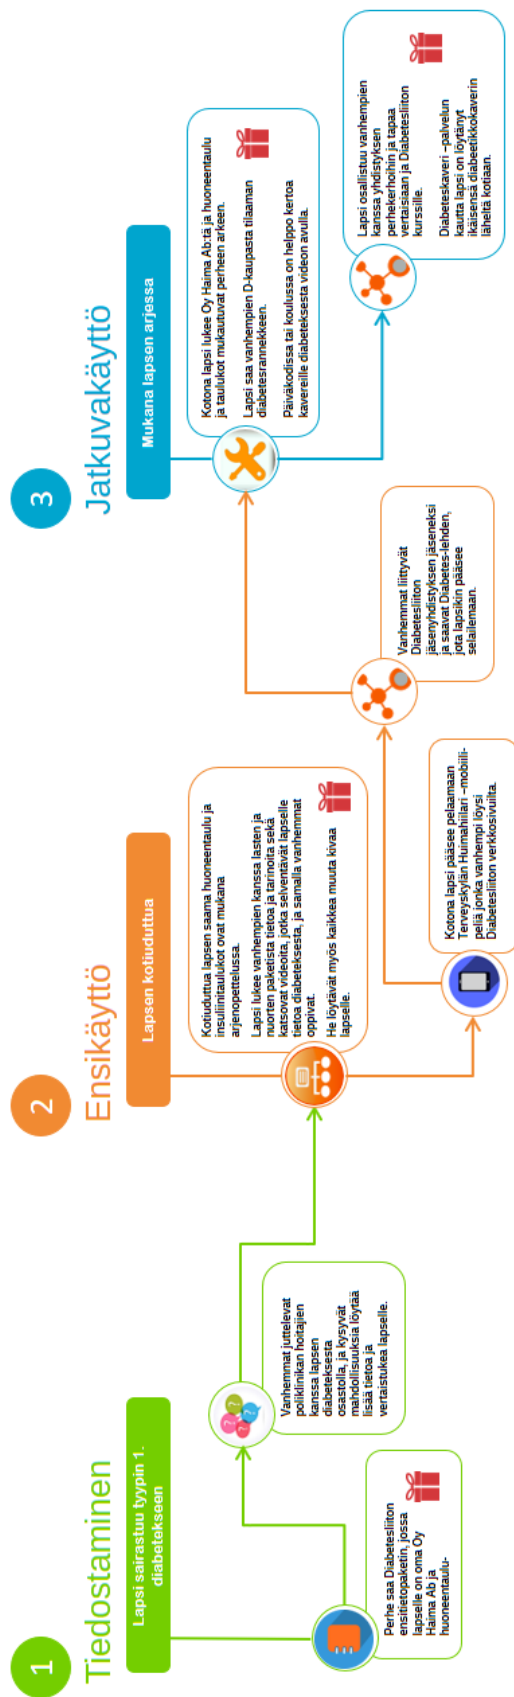 1
Tiedostaminen
Lapsi sairastuu tyypin 1.
diabetekseen
Perhe saa Diabetesliiton
ensitietopaketin, jossa
lapselle on oma Oy
Haima Ab ja
huoneentaulu-
Vanhemmat juttelevat
poliklinikan hoitajien
kanssa lapsen
diabeteksesta
osastolla, ja kysyvät
mahdollisuuksia löytää
lisää tietoa ja
vertaistukea lapselle.
2
Ensikäyttö
Lapsen kotiuduttua
Kotiuduttua lapsen saama huoneentaulu ja
insuliinitaulukot ovat mukana
arjenopettelussa.
Lapsi lukee vanhempien kanssa lasten ja
nuorten paketista tietoa ja tarinoita sekä
katsovat videoita, jotka selventävät lapselle
tietoa diabeteksesta, ja samalla vanhemmat
oppivat.
He löytävät myös kaikkea muuta kivaa
lapselle.
Kotona lapsi pääsee pelaamaan
Terveyskylän Huimahiilari –mobiili-
peliä jonka vanhempi löysi
Diabetesliiton verkkosivuilta.
Vanhemmat liittyvät
Diabetesliiton
jäsenyhdistyksen jäseneksi
ja saavat Diabetes-lehden,
jota lapsikin pääsee
selailemaan.
3
Jatkuvakäyttö
Mukana lapsen arjessa
Kotona lapsi lukee Oy Haima Ab:tä ja huoneentaulu
ja taulukot mukautuvat perheen arkeen.
Lapsi saa vanhempien D-kaupasta tilaaman
diabetesrannekkeen.
Päiväkodissa tai koulussa on helppo kertoa
kavereille diabeteksesta videon avulla.
Lapsi osallistuu vanhempien
kanssa yhdistyksen
perhekerhoihin ja tapaa
vertaisiaan ja Diabetesliiton
kurssille.
Diabeteskaveri –palvelun
kautta lapsi on löytänyt
ikäisensä diabeetikkokaverin
läheltä kotiaan.